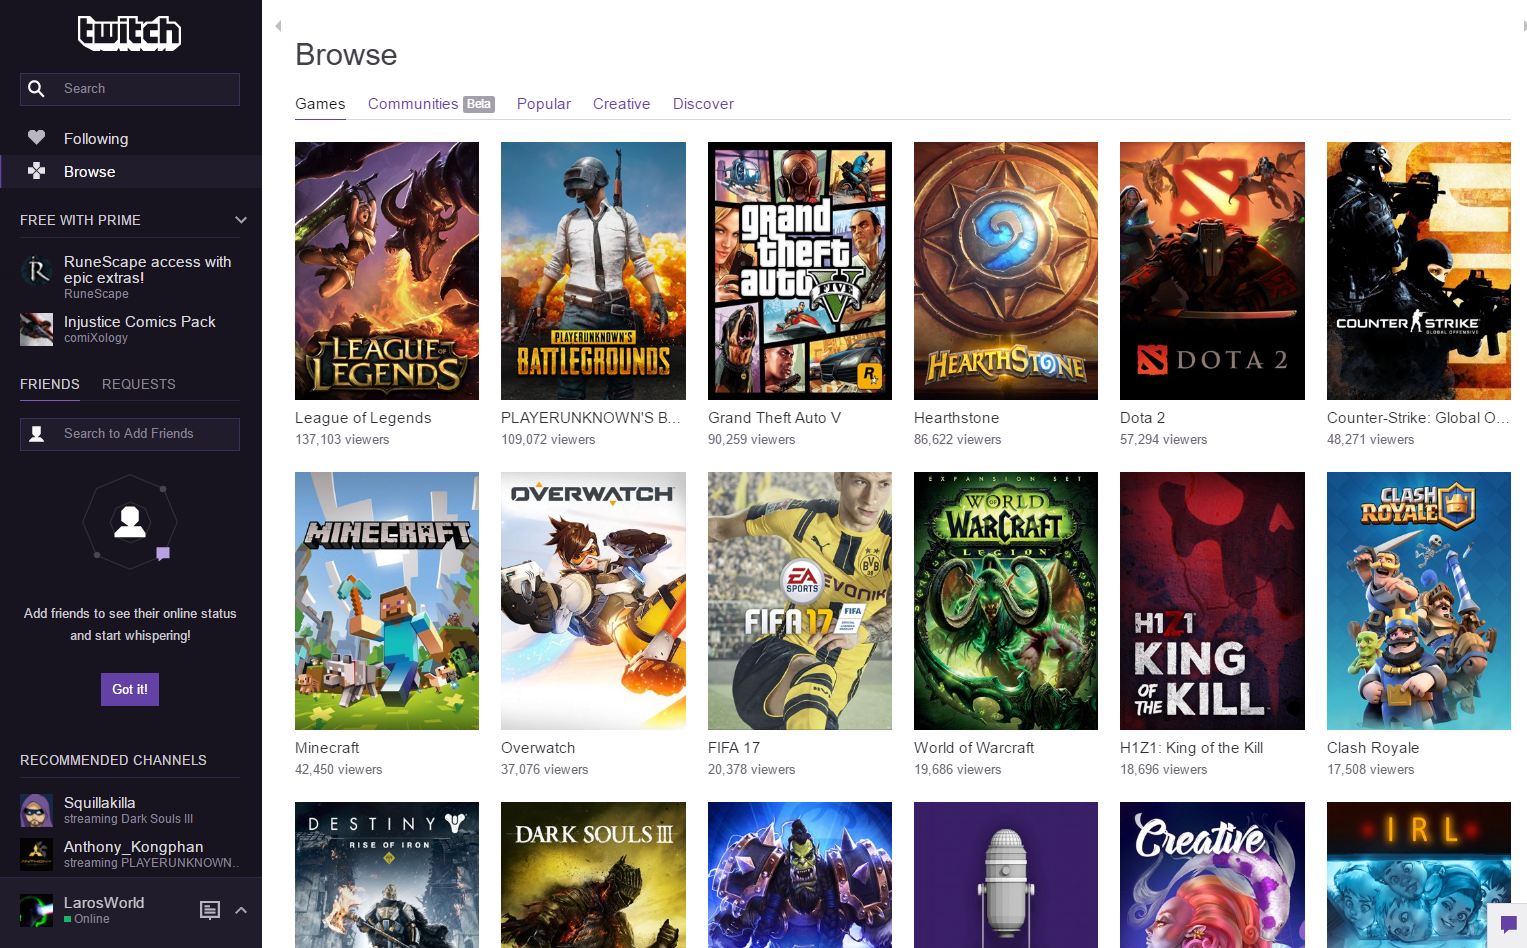 twitch
Search
Following
Browse
FREE WITH PRIME
RuneScape access with
epic extras!
RuneScape
Injustice Comics Pack
comiXology
FRIENDS REQUESTS
Search to Add Friends
Add friends to see their online status
and start whispering!
Got it!
RECOMMENDED CHANNELS
Squillakilla
streaming Dark Souls III
Anthony_Kongphan
streaming PLAYERUNKNOWN...
LarosWorld
Online
Browse
Games Communities Beta Popular Creative Discover
LEAGUE OF
LEGENDS
League of Legends
137,103 viewers
PLAYERUNKNOWN'S
BATTLEGROUNDS
PLAYERUNKNOWN'S B...
109,072 viewers
grand
theft
auto V
FIVE
R
Grand Theft Auto V
90,259 viewers
HEARTHSTONE
Hearthstone
86,622 viewers
DOTA 2
Dota 2
57,294 viewers
COUNTER STRIKE
GLOBAL OFFENSIVE
Counter-Strike: Global O...
48,271 viewers
MINECRAFT
Minecraft
42,450 viewers
OVERWATCH
Overwatch
37,076 viewers
BVB
09
EVONIK
EA
SPORTS
FIFA 17
FIFA
FIFA 17
20,378 viewers
EXPANSION SET
WORLD
OF
WARCRAFT
LEGION
World of Warcraft
19,686 viewers
H1Z1
KING
OF THE KILL
H1Z1: King of the Kill
18,696 viewers
CLASH
ROYALE
Clash Royale
17,508 viewers
DESTINY
RISE OF IRON
DARK SOULS III
Creative
IRL